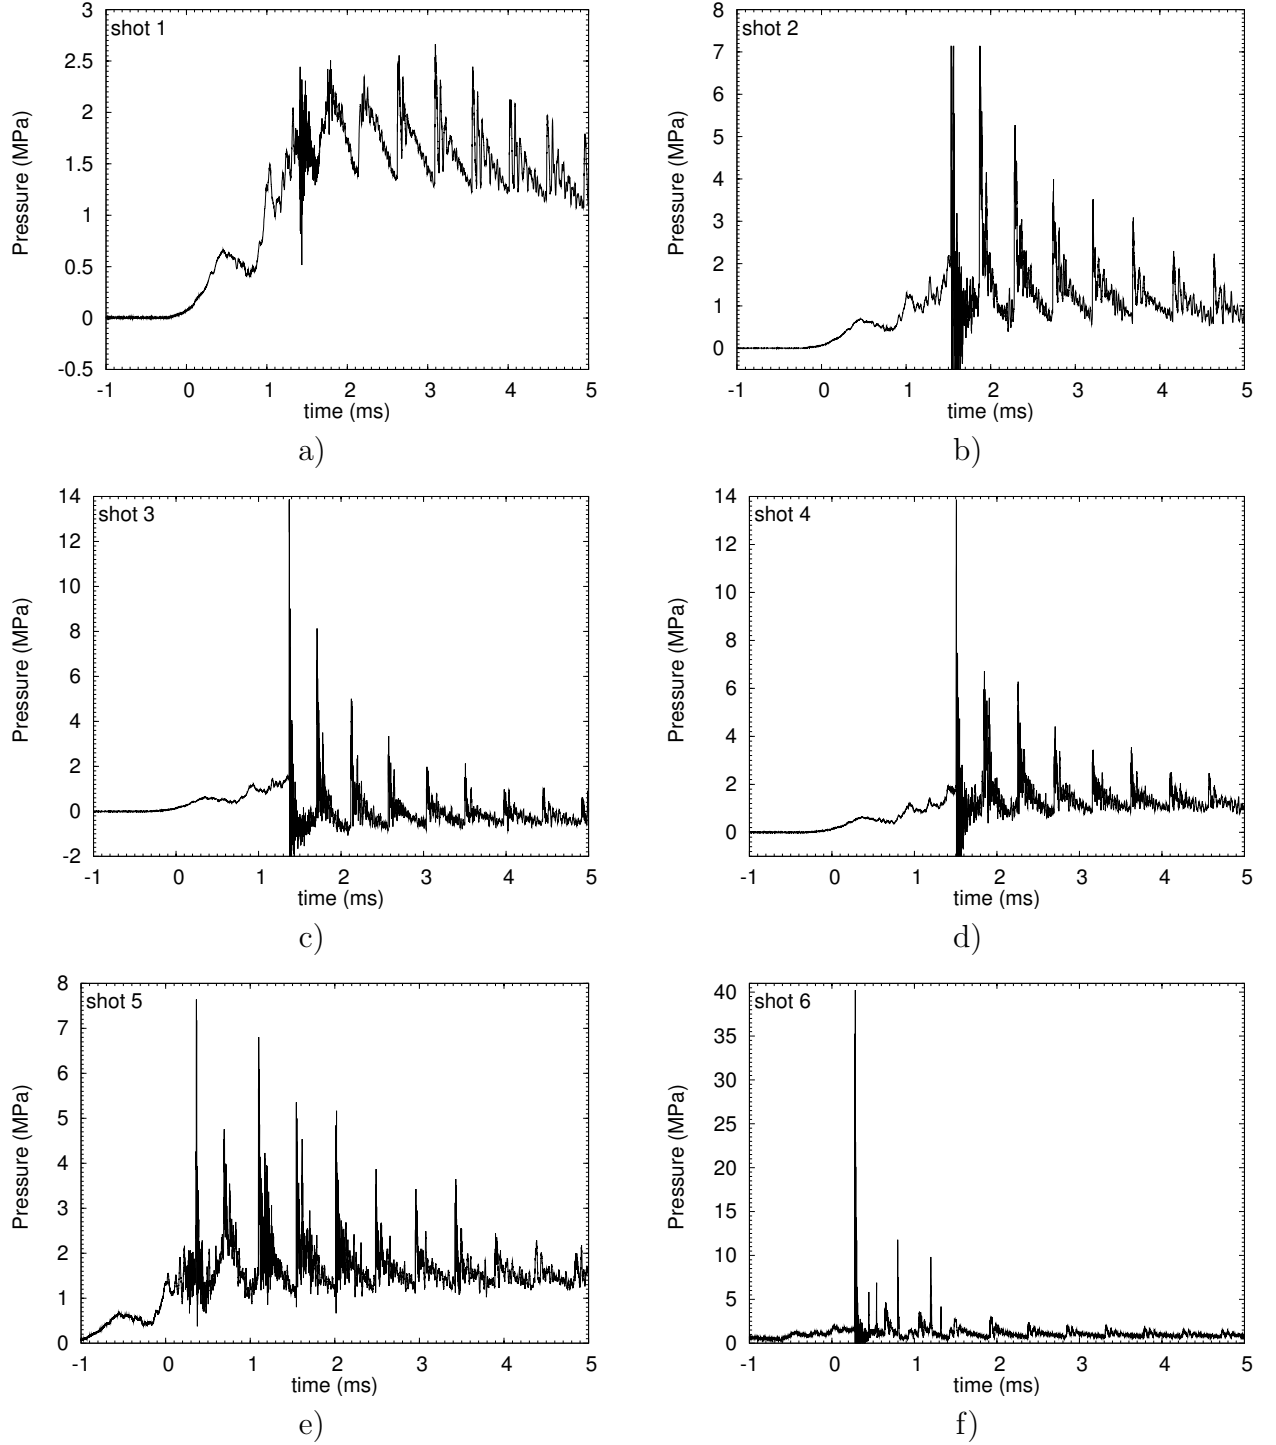 shot 1
3
2.5
2
1.5
1
0.5
0
-0.5
Pressure (MPa)
-1 0 1 2 3 4 5
time (ms)
a)
shot 2
8
7
6
5
4
3
2
1
0
Pressure (MPa)
-1 0 1 2 3 4 5
time (ms)
b)
shot 3
14
12
10
8
6
4
2
0
-2
Pressure (MPa)
-1 0 1 2 3 4 5
time (ms)
c)
shot 4
14
12
10
8
6
4
2
0
Pressure (MPa)
-1 0 1 2 3 4 5
time (ms)
d)
shot 5
8
7
6
5
4
3
2
1
0
Pressure (MPa)
-1 0 1 2 3 4 5
time (ms)
e)
shot 6
40
35
30
25
20
15
10
5
0
Pressure (MPa)
-1 0 1 2 3 4 5
time (ms)
f)